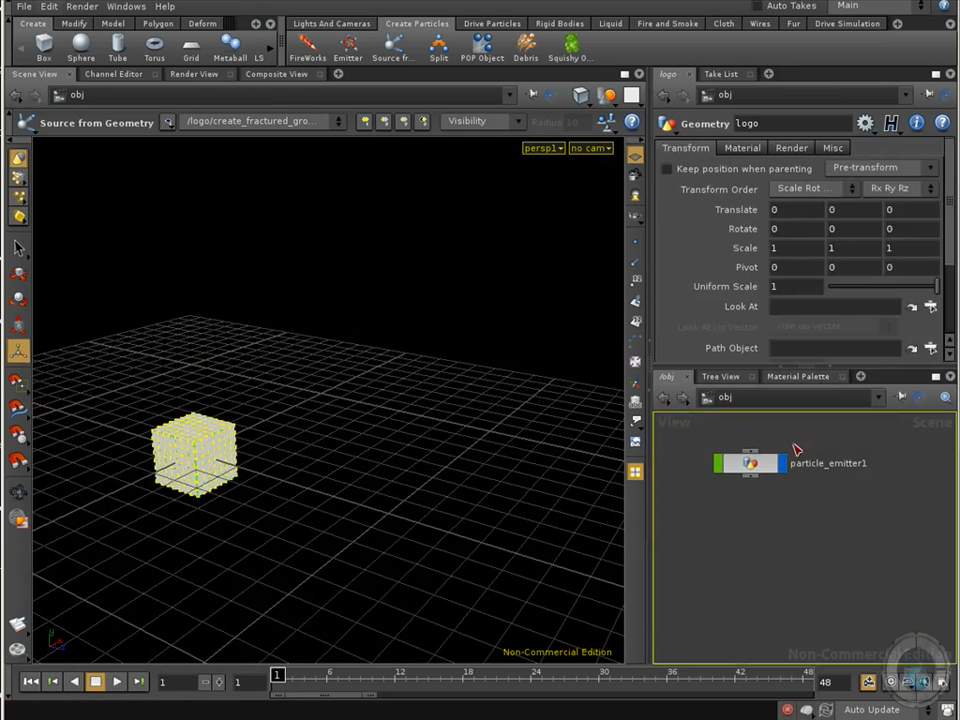 File Edit Render Windows Help Auto Takes Main
Create Modify Model Polygon Deform Lights And Cameras Create Particles Drive Particles Rigid Bodies Liquid Fire and Smoke Cloth Wires Fur Drive Simulation
Box Sphere Tube Torus Grid Metaball LS FireWorks Emitter Source fr... Split POP Object Debris Squishy O...
Scene View Channel Editor Render View Composite View logo Take List
obj obj
Source from Geometry /logo/create_fractured_gro... Visibility Radius 10 Geometry logo
persp1 no cam Transform Material Render Misc
Keep position when parenting Pre-transform
Transform Order Scale Rot ... Rx Ry Rz
Translate 0 0 0
Rotate 0 0 0
Scale 1 1 1
Pivot 0 0 0
Uniform Scale 1
Look At
Look At Up Vector Use up vector
Path Object
/obj Tree View Material Palette
obj
View Scene
particle_emitter1
Non-Commercial Edition Non-Commercial Edition
1 1 1 6 12 18 24 30 36 42 48 48
Auto Update